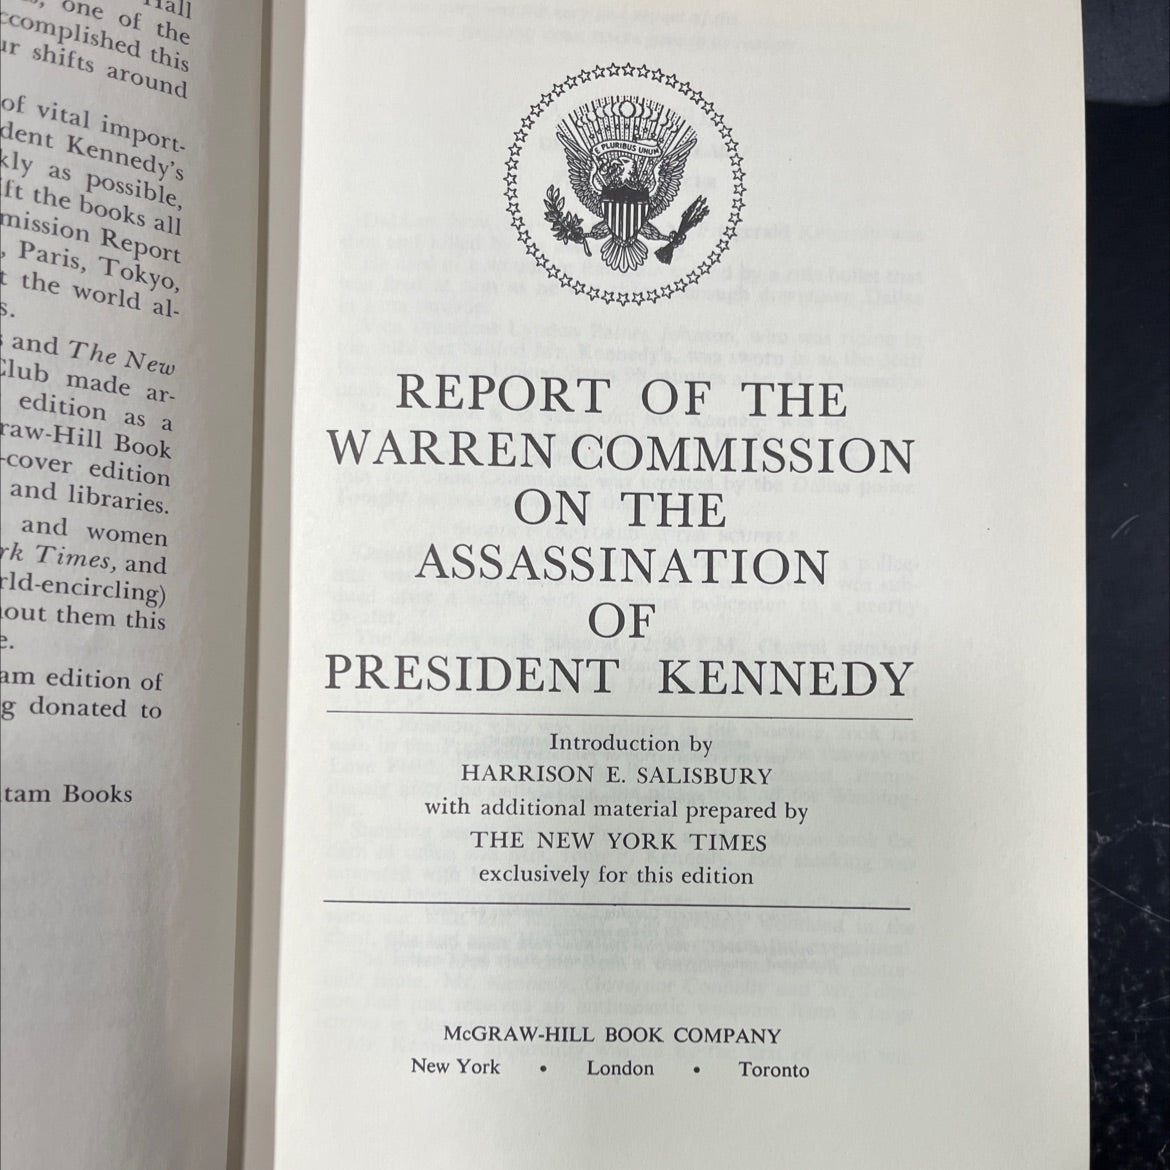 Hall
one of the
ccomplished this
ur shifts around
of vital import-
dent Kennedy's
kly as possible,
ift the books all
mission Report
, Paris, Tokyo,
t the world al-
s.
and The New
Club made ar-
edition as a
raw-Hill Book
-cover edition
and libraries.
and women
rk Times, and
rld-encircling)
out them this
e.
am edition of
g donated to
tam Books
E PLURIBUS UNUM
REPORT OF THE
WARREN COMMISSION
ON THE
ASSASSINATION
OF
PRESIDENT KENNEDY
Introduction by
HARRISON E. SALISBURY
with additional material prepared by
THE NEW YORK TIMES
exclusively for this edition
McGRAW-HILL BOOK COMPANY
New York • London • Toronto